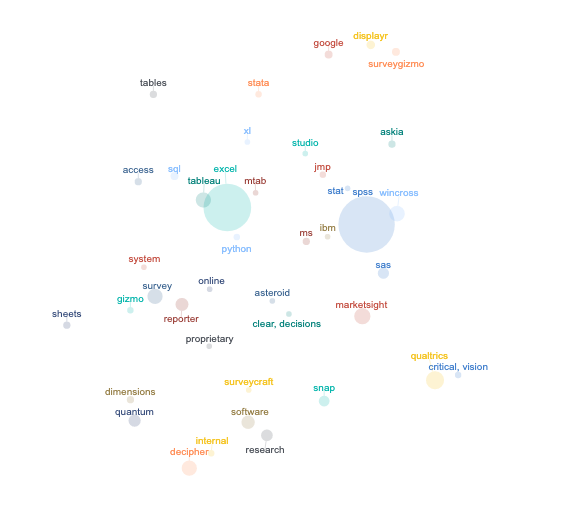 displayr
google
surveygizmo
tables
stata
xl
askia
studio
access
sql
excel
jmp
tableau
mtab
stat
spss
wincross
python
ms
ibm
system
sas
survey
online
asteroid
gizmo
marketsight
sheets
reporter
clear, decisions
proprietary
qualtrics
critical, vision
surveycraft
snap
dimensions
quantum
software
internal
decipher
research